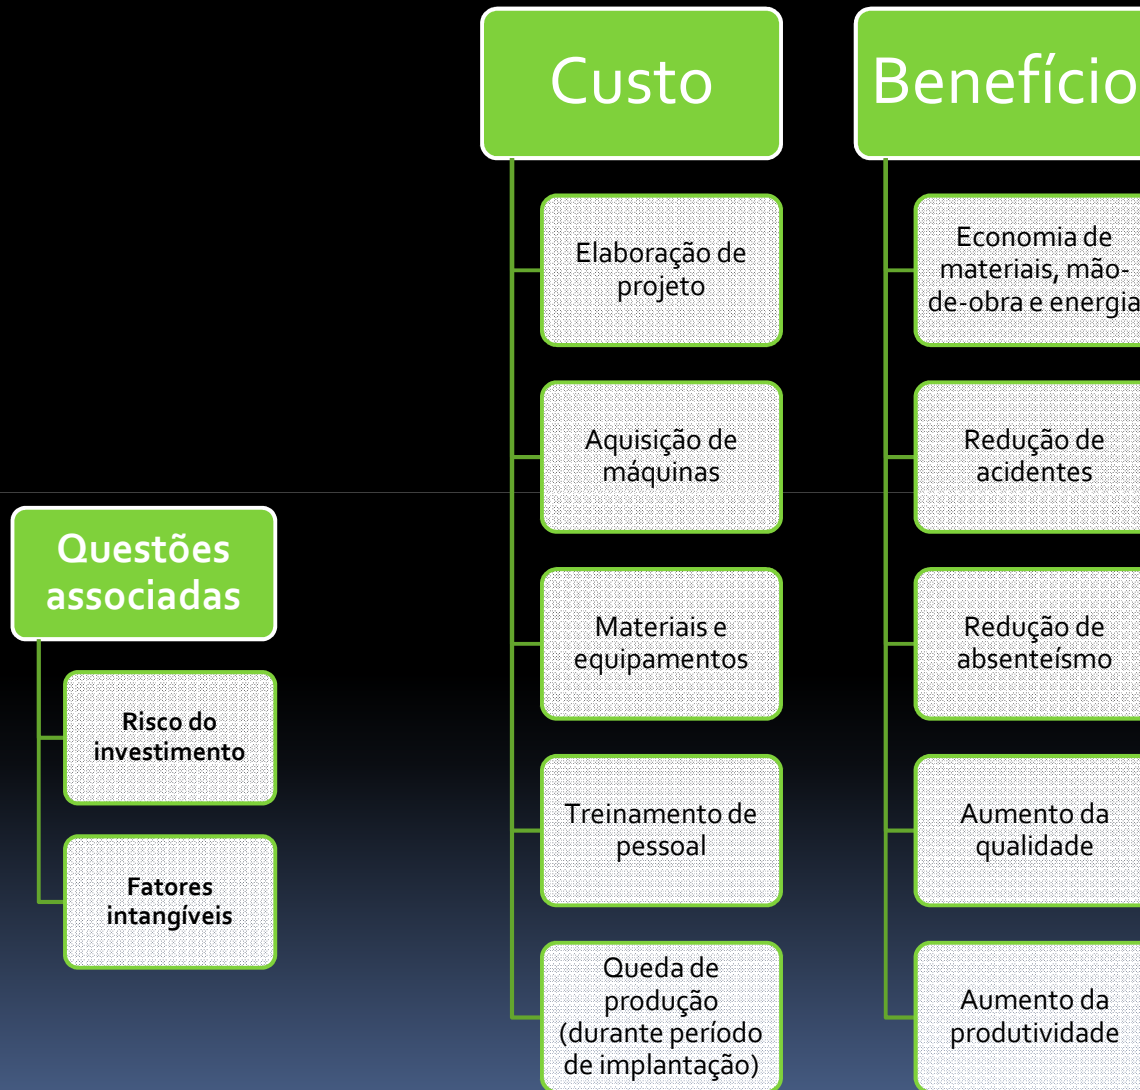 Custo
Elaboração de
projeto
Aquisição de
máquinas
Materiais e
equipamentos
Treinamento de
pessoal
Queda de
produção
(durante período
de implantação)
Benefício
Economia de
materiais, mão-
de-obra e energia
Redução de
acidentes
Redução de
absenteísmo
Aumento da
qualidade
Aumento da
produtividade
Questões
associadas
Risco do
investimento
Fatores
intangíveis